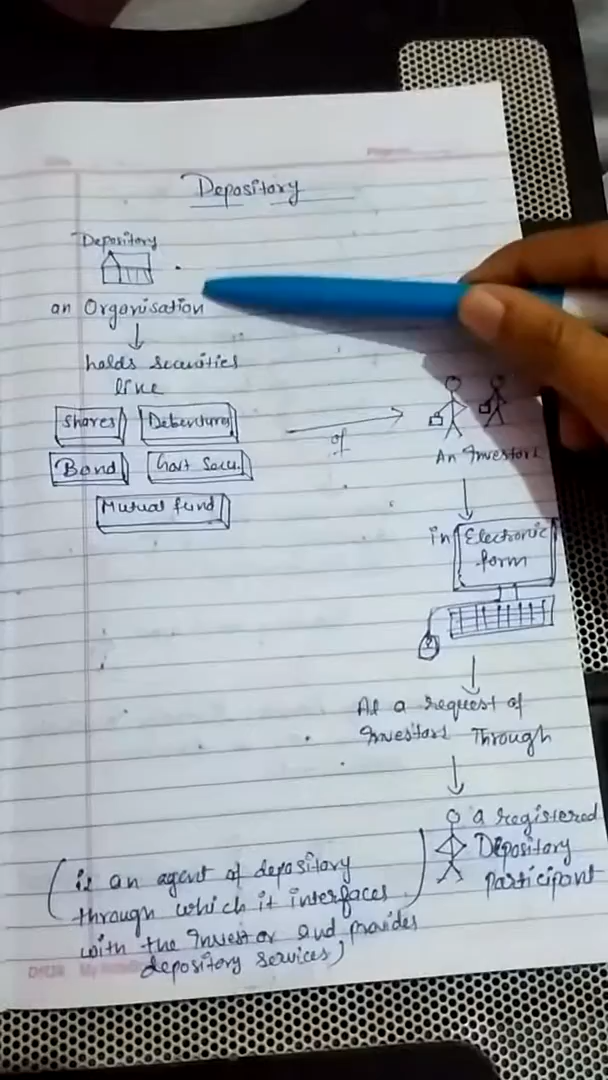 Depository
Depository
an Organisation
holds securities
like
Shares
Debentures
Bond
Govt Secu.
Mutual fund
of
An Investors
in Electronic
form
At a request of
Investors Through
a registered
Depository
participant
(is an agent of depository
through which it interfaces
with the Investor and provides
depository services)